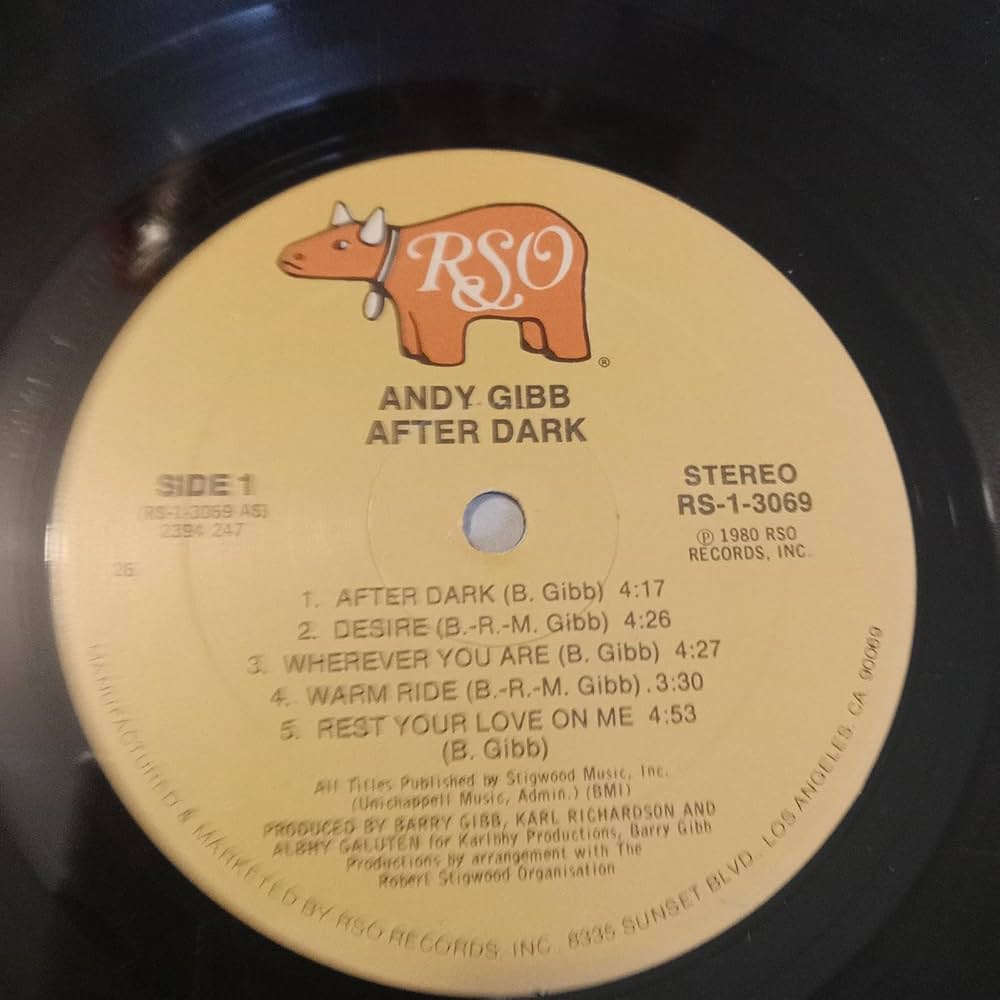 RSO
®
ANDY GIBB
AFTER DARK
SIDE 1
(RS-1-3069 AS)
2394 247
26
STEREO
RS-1-3069
℗ 1980 RSO
RECORDS, INC.
1. AFTER DARK (B. Gibb) 4:17
2. DESIRE (B.-R.-M. Gibb) 4:26
3. WHEREVER YOU ARE (B. Gibb) 4:27
4. WARM RIDE (B.-R.-M. Gibb) .3:30
5. REST YOUR LOVE ON ME 4:53
(B. Gibb)
All Titles Published by Stigwood Music, Inc.
(Unichappell Music, Admin.) (BMI)
PRODUCED BY BARRY GIBB, KARL RICHARDSON AND
ALBHY GALUTEN for Karlbhy Productions, Barry Gibb
Productions by arrangement with The
Robert Stigwood Organisation
MANUFACTURED & MARKETED BY RSO RECORDS, INC. 8335 SUNSET BLVD., LOS ANGELES, CA 90069